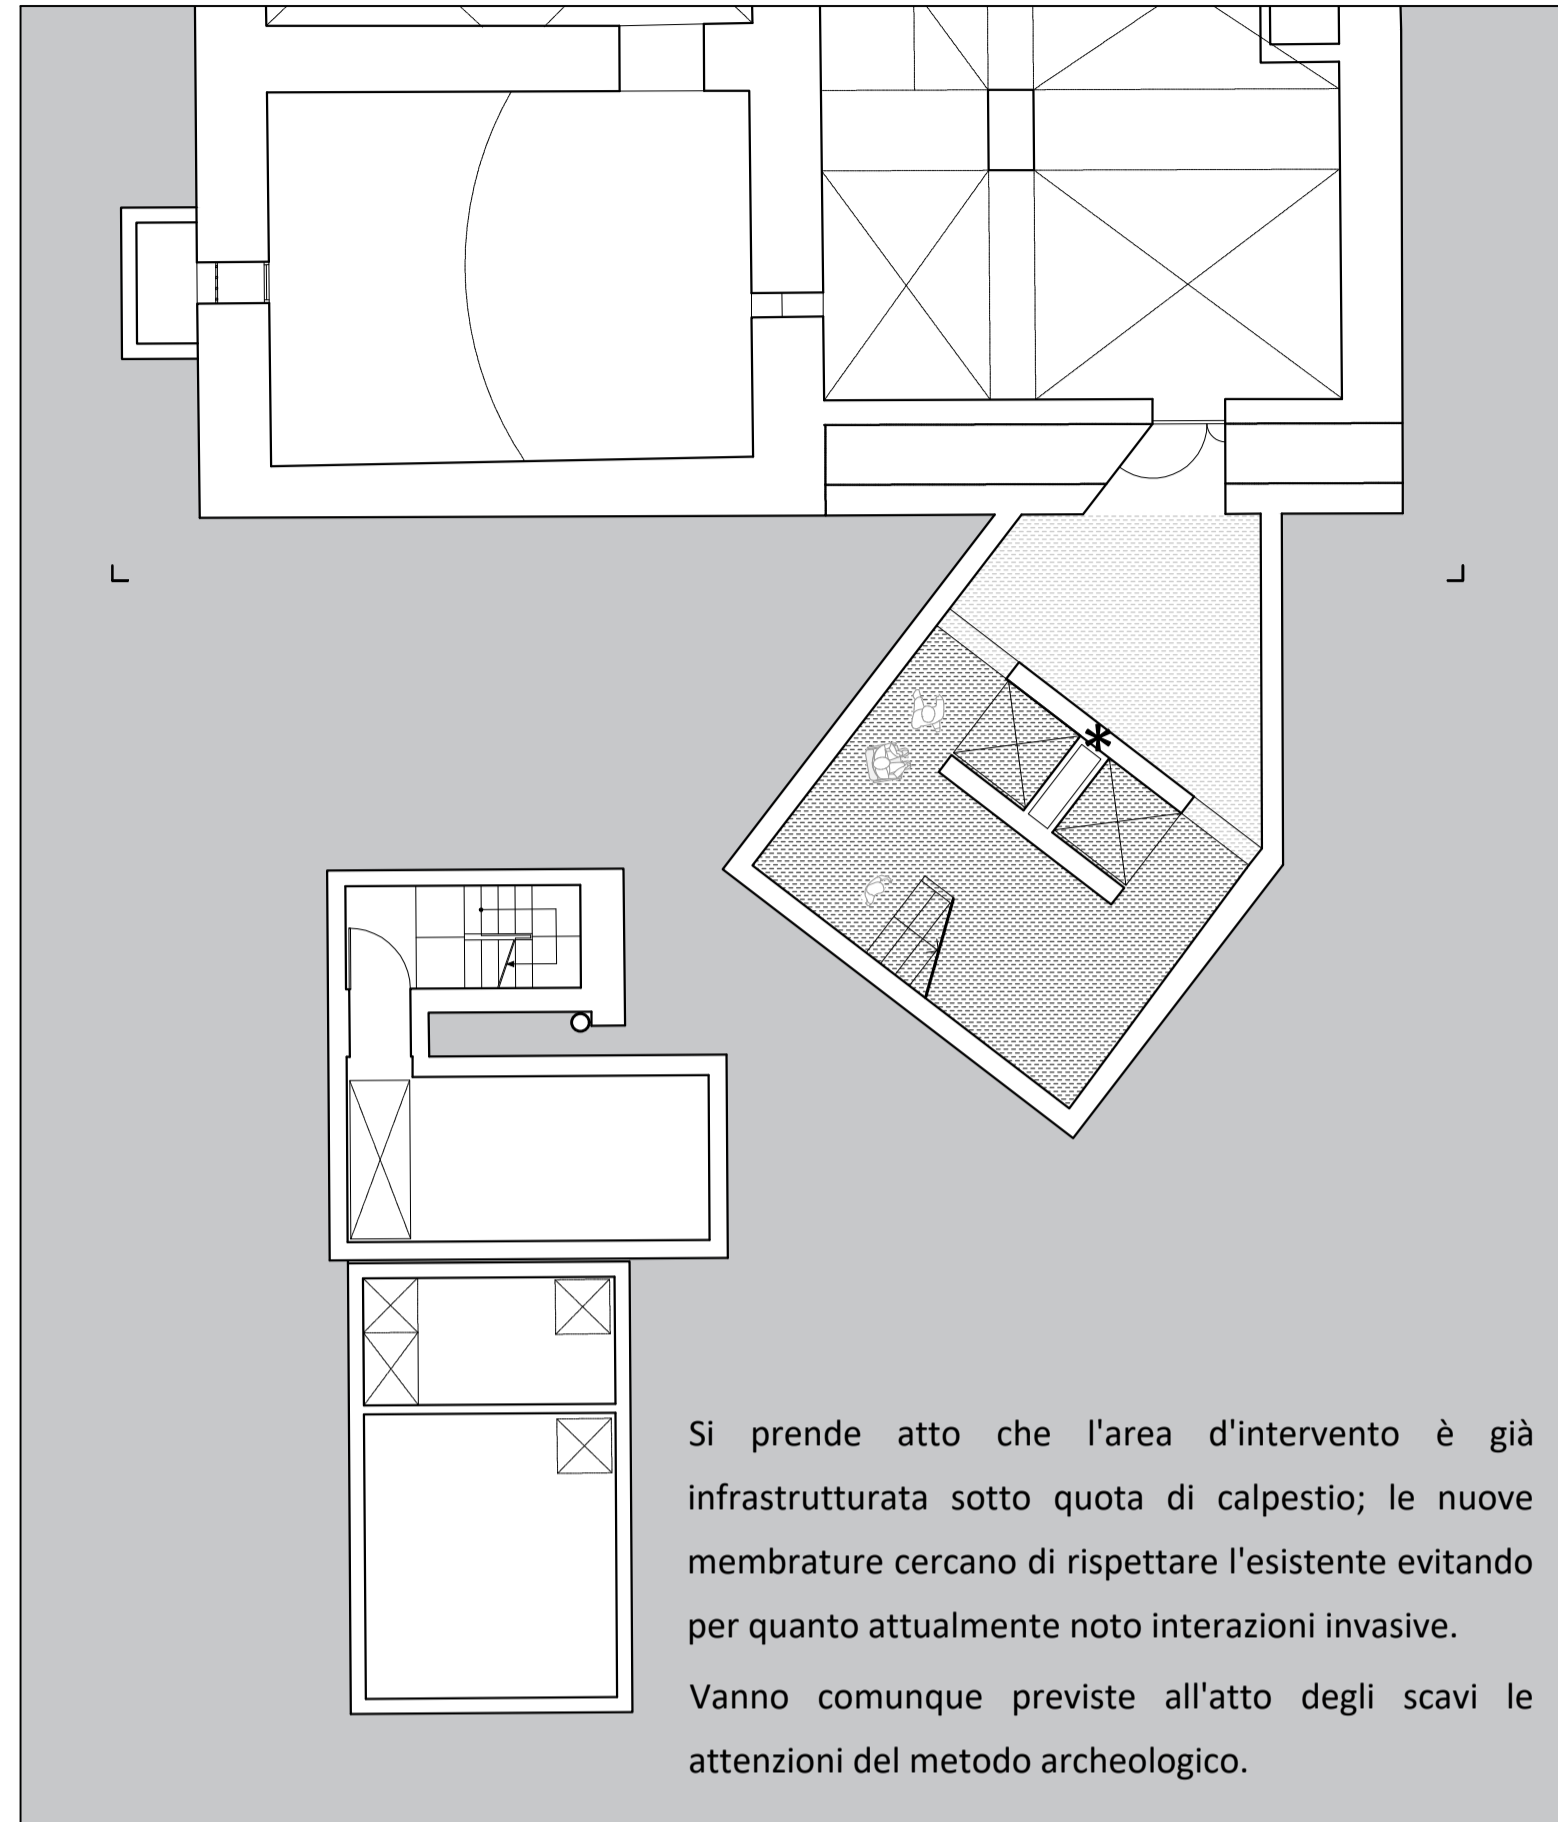 *
Si prende atto che l'area d'intervento è già
infrastrutturata sotto quota di calpestio; le nuove
membrature cercano di rispettare l'esistente evitando
per quanto attualmente noto interazioni invasive.
Vanno comunque previste all'atto degli scavi le
attenzioni del metodo archeologico.